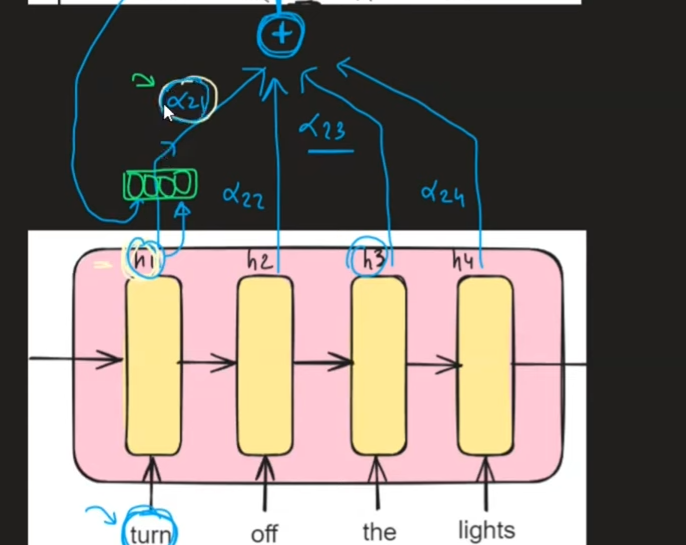 +
α21
α23
α22 α24
h1 h2 h3 h4
turn off the lights